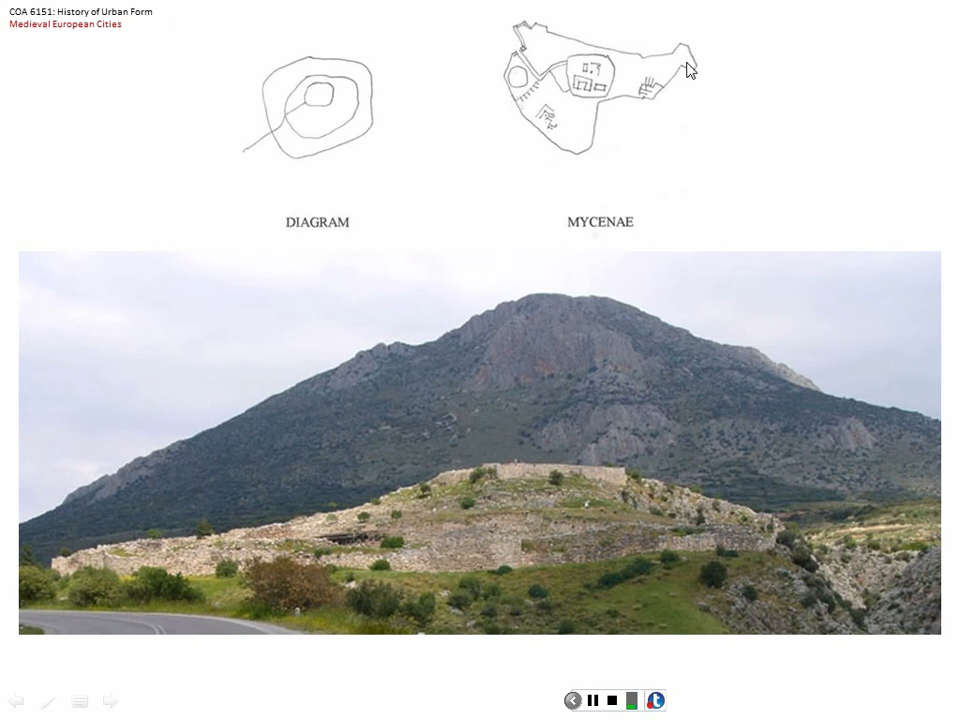 COA 6151: History of Urban Form
Medieval European Cities
DIAGRAM
MYCENAE